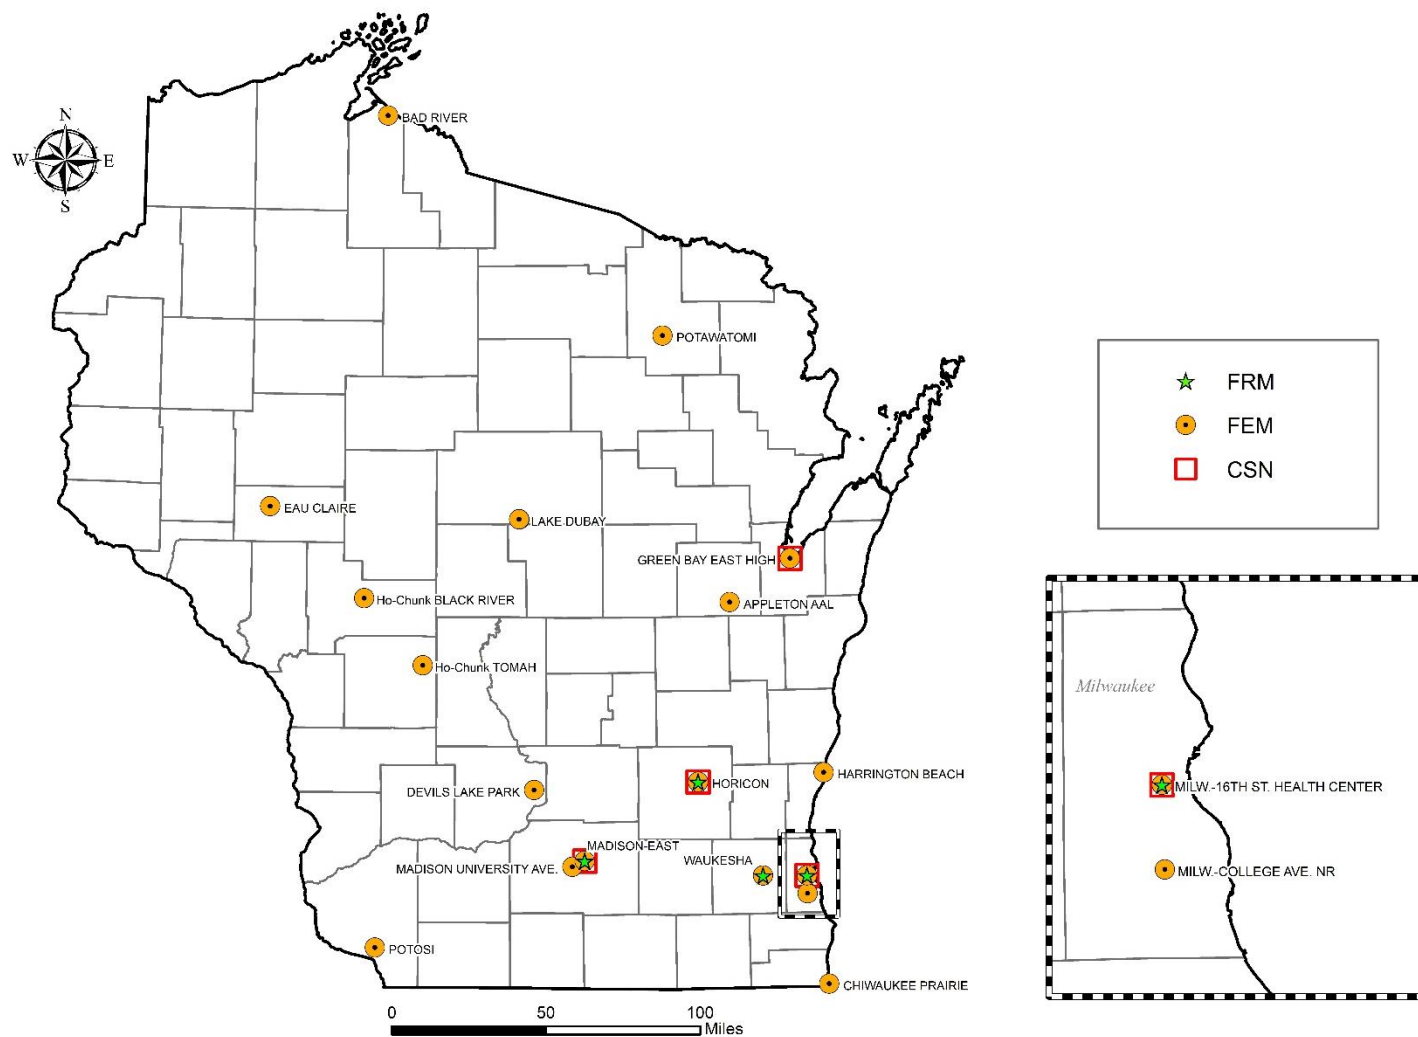 N
W E
S
BAD RIVER
POTAWATOMI
FRM
FEM
CSN
EAU CLAIRE
LAKE DUBAY
GREEN BAY EAST HIGH
Ho-Chunk BLACK RIVER
APPLETON AAL
Ho-Chunk TOMAH
Milwaukee
HARRINGTON BEACH
HORICON
DEVILS LAKE PARK
MILW.-16TH ST. HEALTH CENTER
MADISON-EAST
WAUKESHA
MADISON UNIVERSITY AVE.
MILW.-COLLEGE AVE. NR
POTOSI
CHIWAUKEE PRAIRIE
0 50 100
Miles